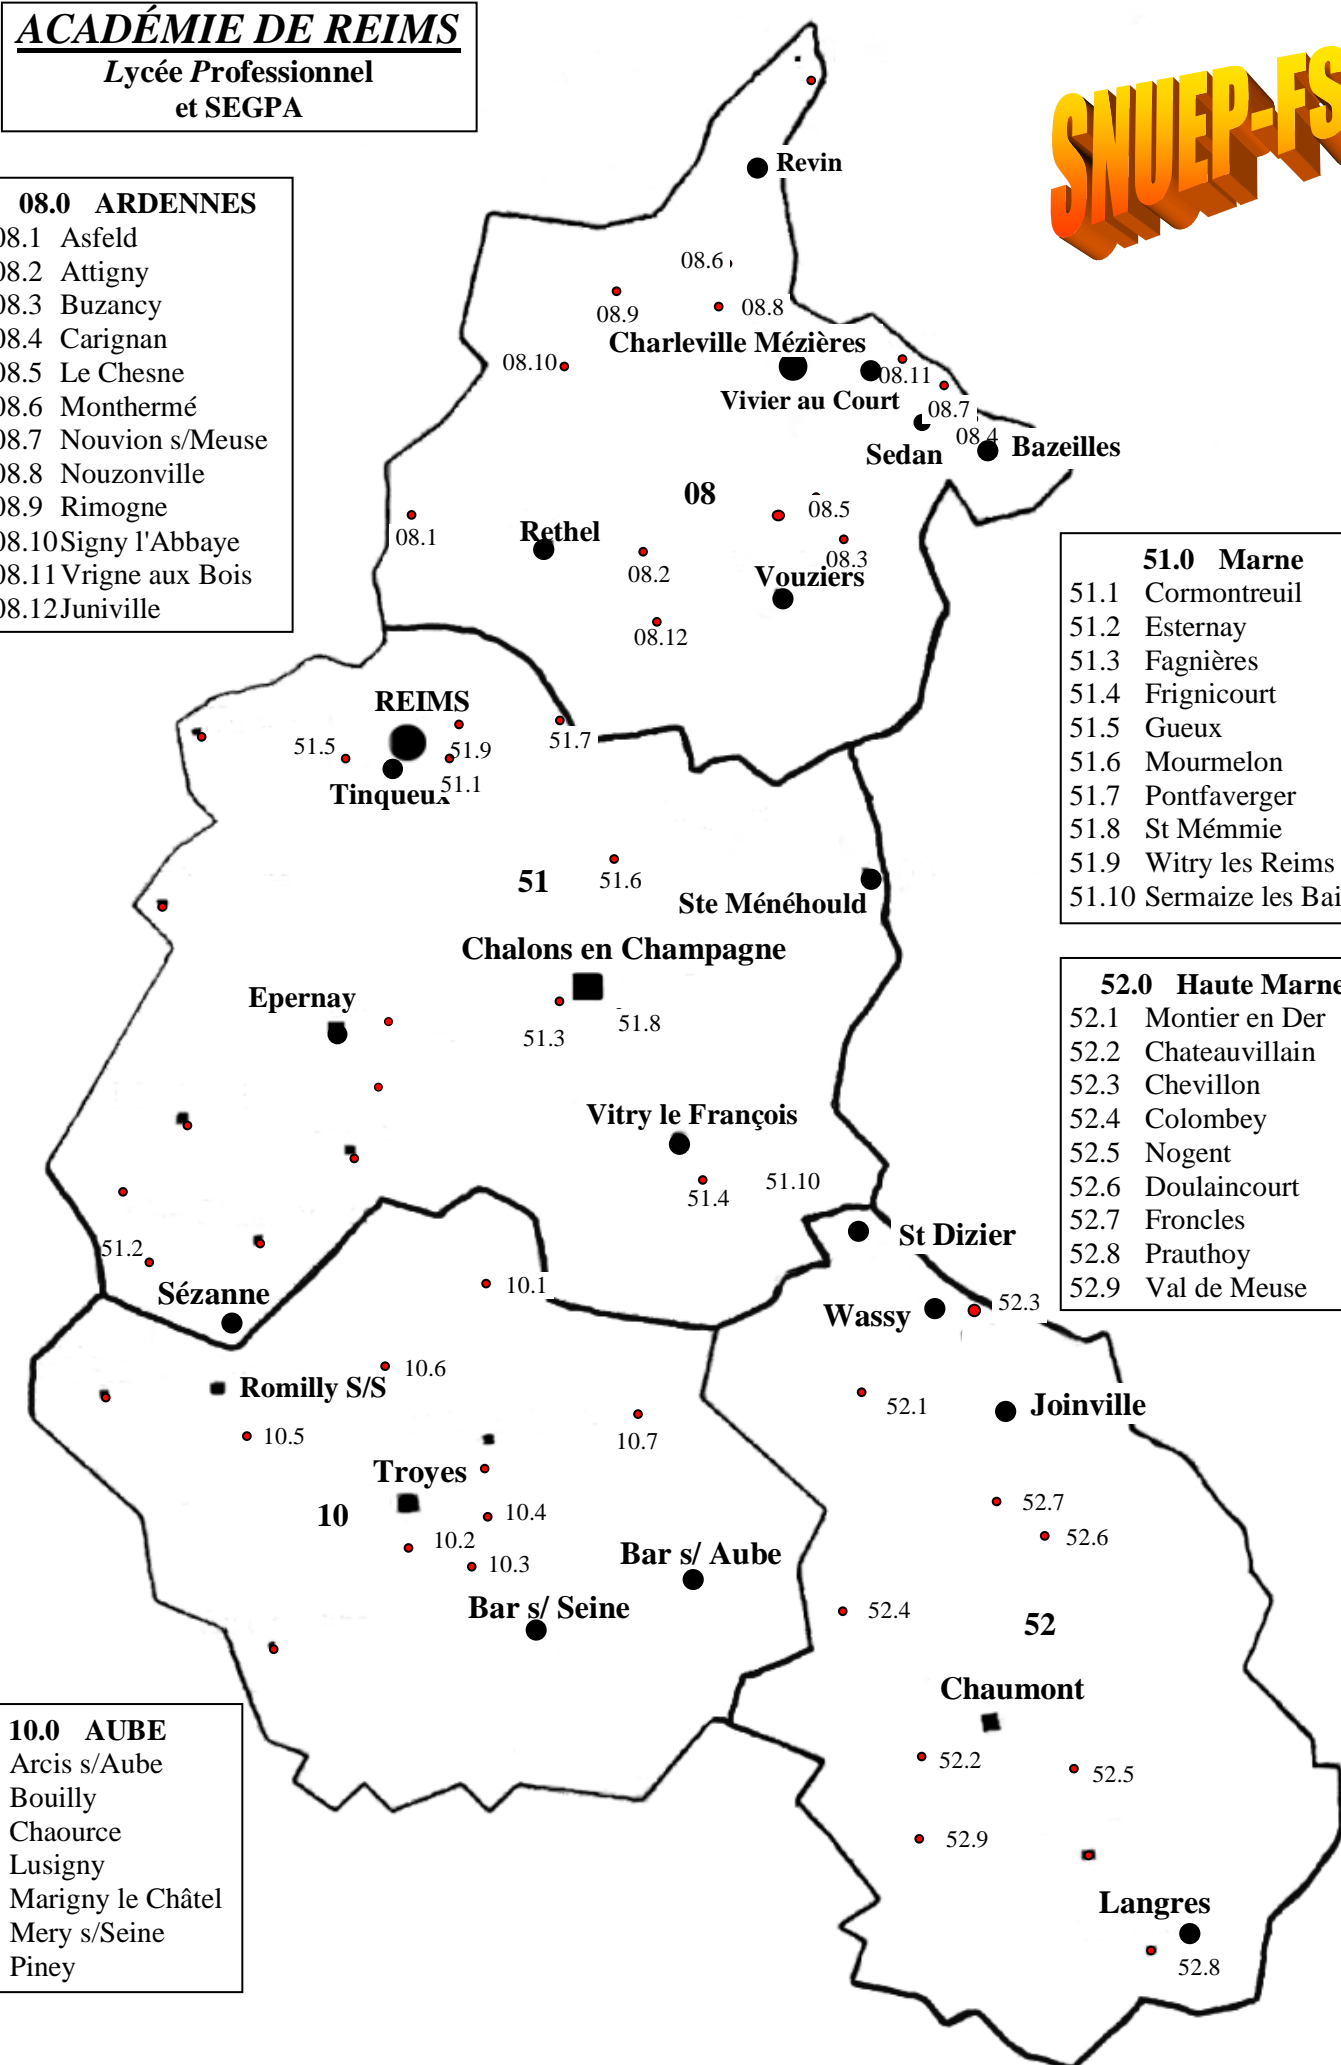 ACADÉMIE DE REIMS
Lycée Professionnel
et SEGPA
SNUEP-FS
08.0 ARDENNES
08.1 Asfeld
08.2 Attigny
08.3 Buzancy
08.4 Carignan
08.5 Le Chesne
08.6 Monthermé
08.7 Nouvion s/Meuse
08.8 Nouzonville
08.9 Rimogne
08.10 Signy l'Abbaye
08.11 Vrigne aux Bois
08.12 Juniville
Revin
08.6
08.9
08.8
Charleville Mézières
08.10
08.11
Vivier au Court
08.7
08.4
Sedan
Bazeilles
08
08.5
08.1
Rethel
08.3
08.2
Vouziers
08.12
51.0 Marne
51.1 Cormontreuil
51.2 Esternay
51.3 Fagnières
51.4 Frignicourt
51.5 Gueux
51.6 Mourmelon
51.7 Pontfaverger
51.8 St Mémmie
51.9 Witry les Reims
51.10 Sermaize les Bai
REIMS
51.5
51.9
51.7
51.1
Tinqueux
51
51.6
Ste Ménéhould
Chalons en Champagne
Epernay
51.8
51.3
Vitry le François
51.4
51.10
51.2
Sézanne
52.0 Haute Marne
52.1 Montier en Der
52.2 Chateauvillain
52.3 Chevillon
52.4 Colombey
52.5 Nogent
52.6 Doulaincourt
52.7 Froncles
52.8 Prauthoy
52.9 Val de Meuse
St Dizier
10.1
Wassy
52.3
10.6
Romilly S/S
52.1
Joinville
10.5
10.7
Troyes
10
10.4
10.2
10.3
Bar s/ Aube
Bar s/ Seine
52.7
52.6
52.4
52
Chaumont
52.2
52.5
52.9
Langres
52.8
10.0 AUBE
Arcis s/Aube
Bouilly
Chaource
Lusigny
Marigny le Châtel
Mery s/Seine
Piney